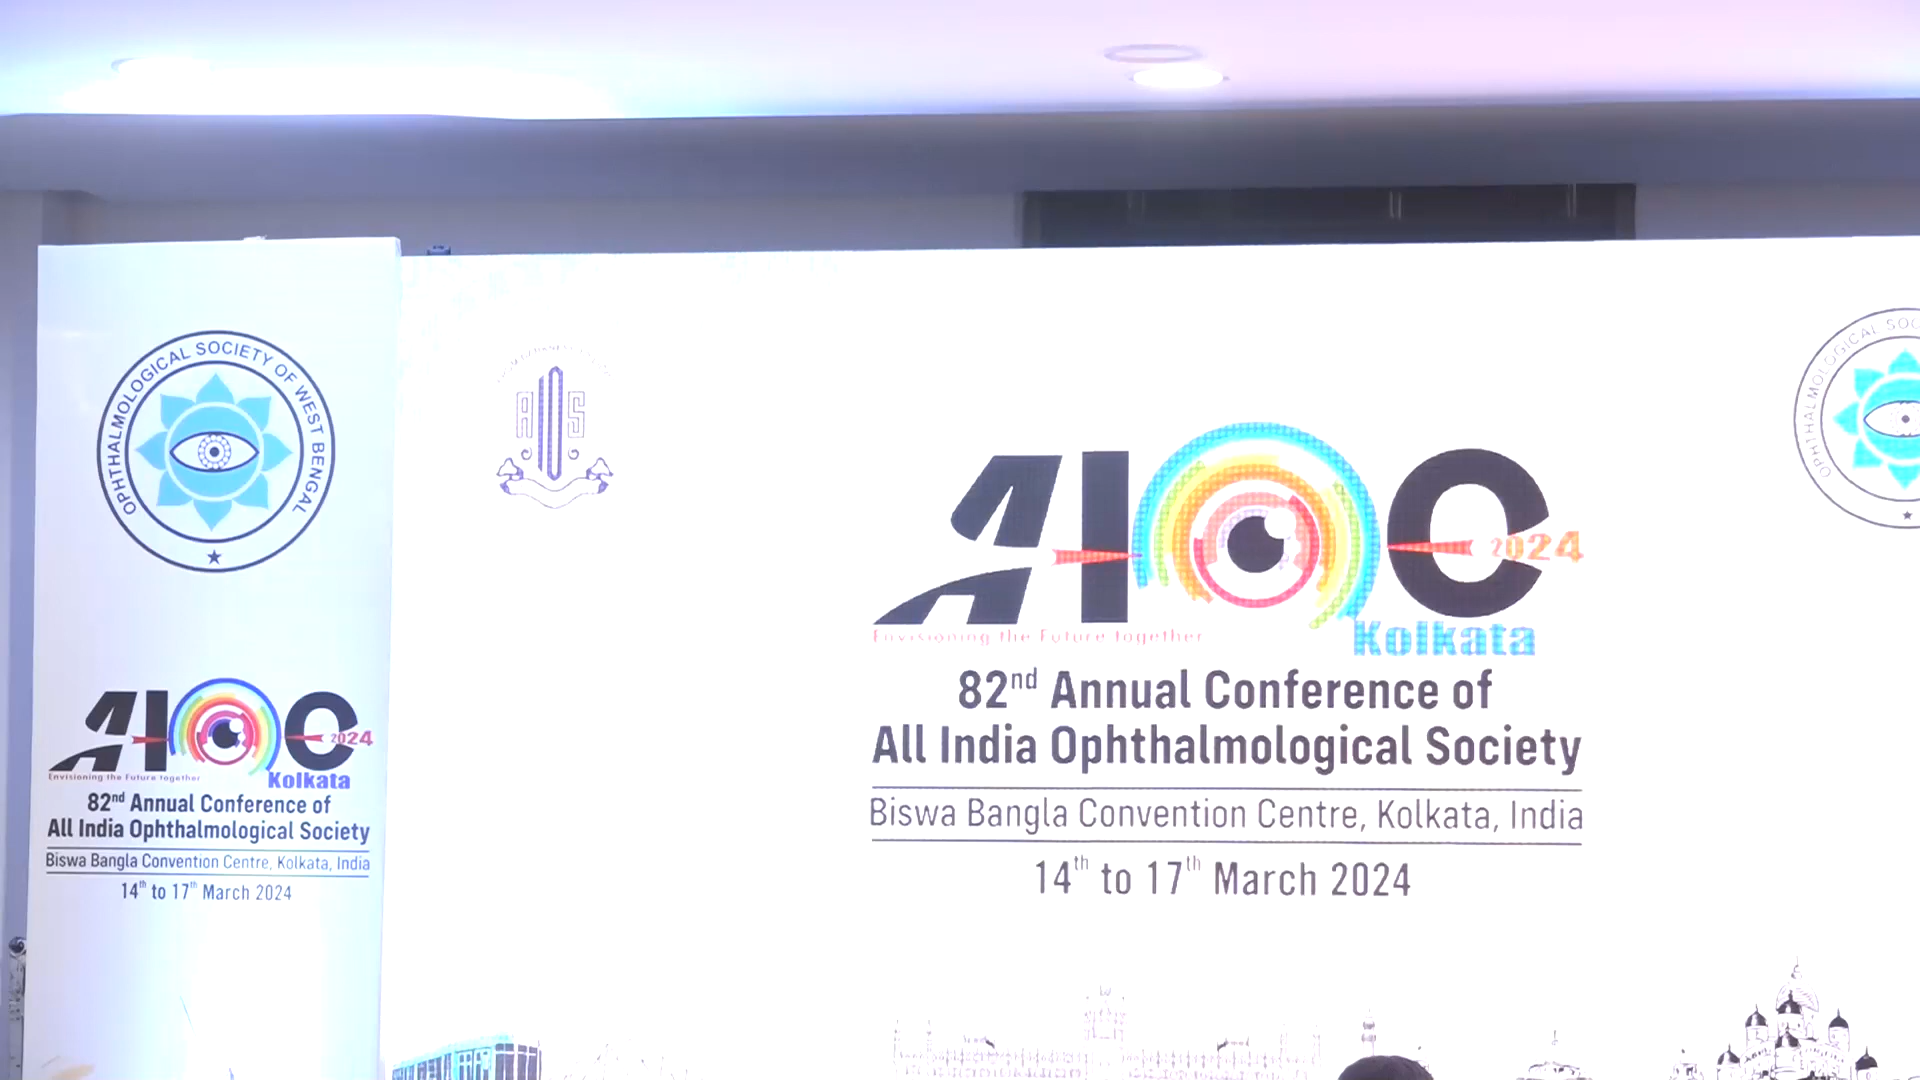 OPHTHALMOLOGICAL SOCIETY OF WEST BENGAL
AIOC
2024
Envisioning the Future together
Kolkata
82nd Annual Conference of
All India Ophthalmological Society
Biswa Bangla Convention Centre, Kolkata, India
14th to 17th March 2024
AOS
AIOC
2024
Envisioning the Future together
Kolkata
82nd Annual Conference of
All India Ophthalmological Society
Biswa Bangla Convention Centre, Kolkata, India
14th to 17th March 2024
OPHTHALMOLOGICAL SOC